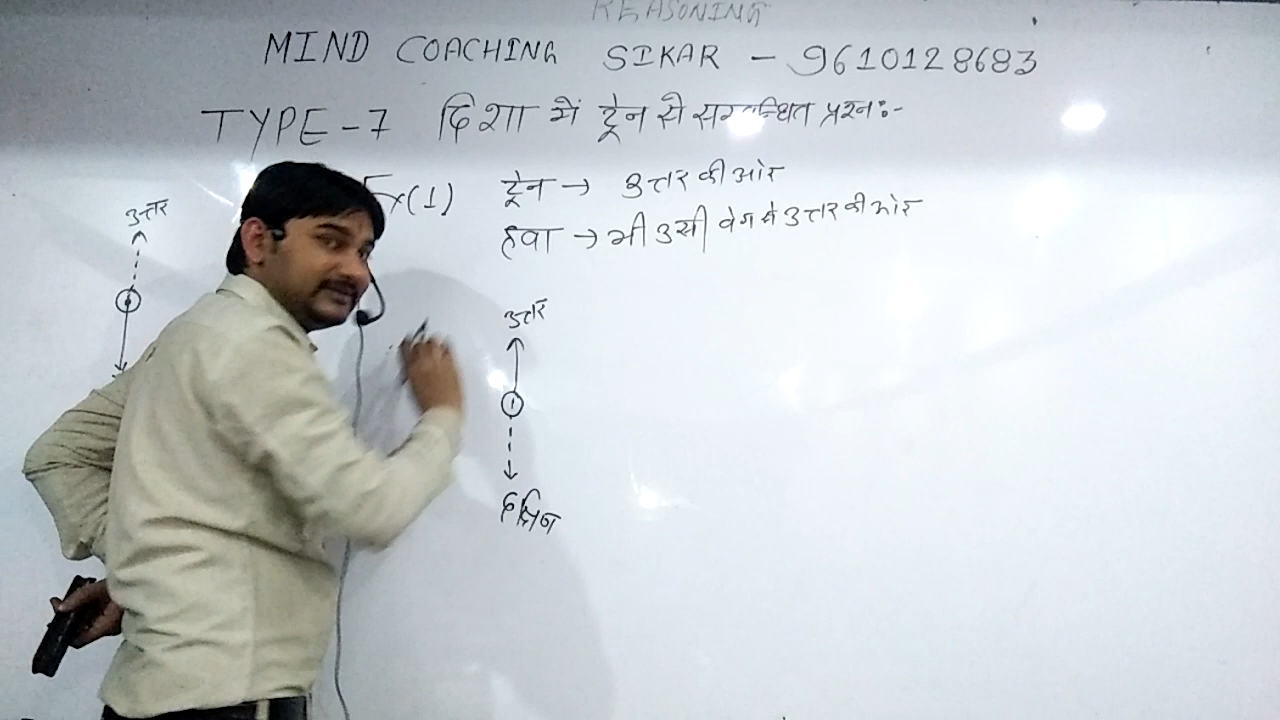 REASONING
MIND COACHING SIKAR - 9610128683
TYPE-7 दिशा में ट्रेन से सम्बन्धित प्रश्न:-
Ex(1) ट्रेन → उत्तर की ओर
हवा → भी उसी वेग से उत्तर की ओर
उत्तर
उत्तर
दक्षिण